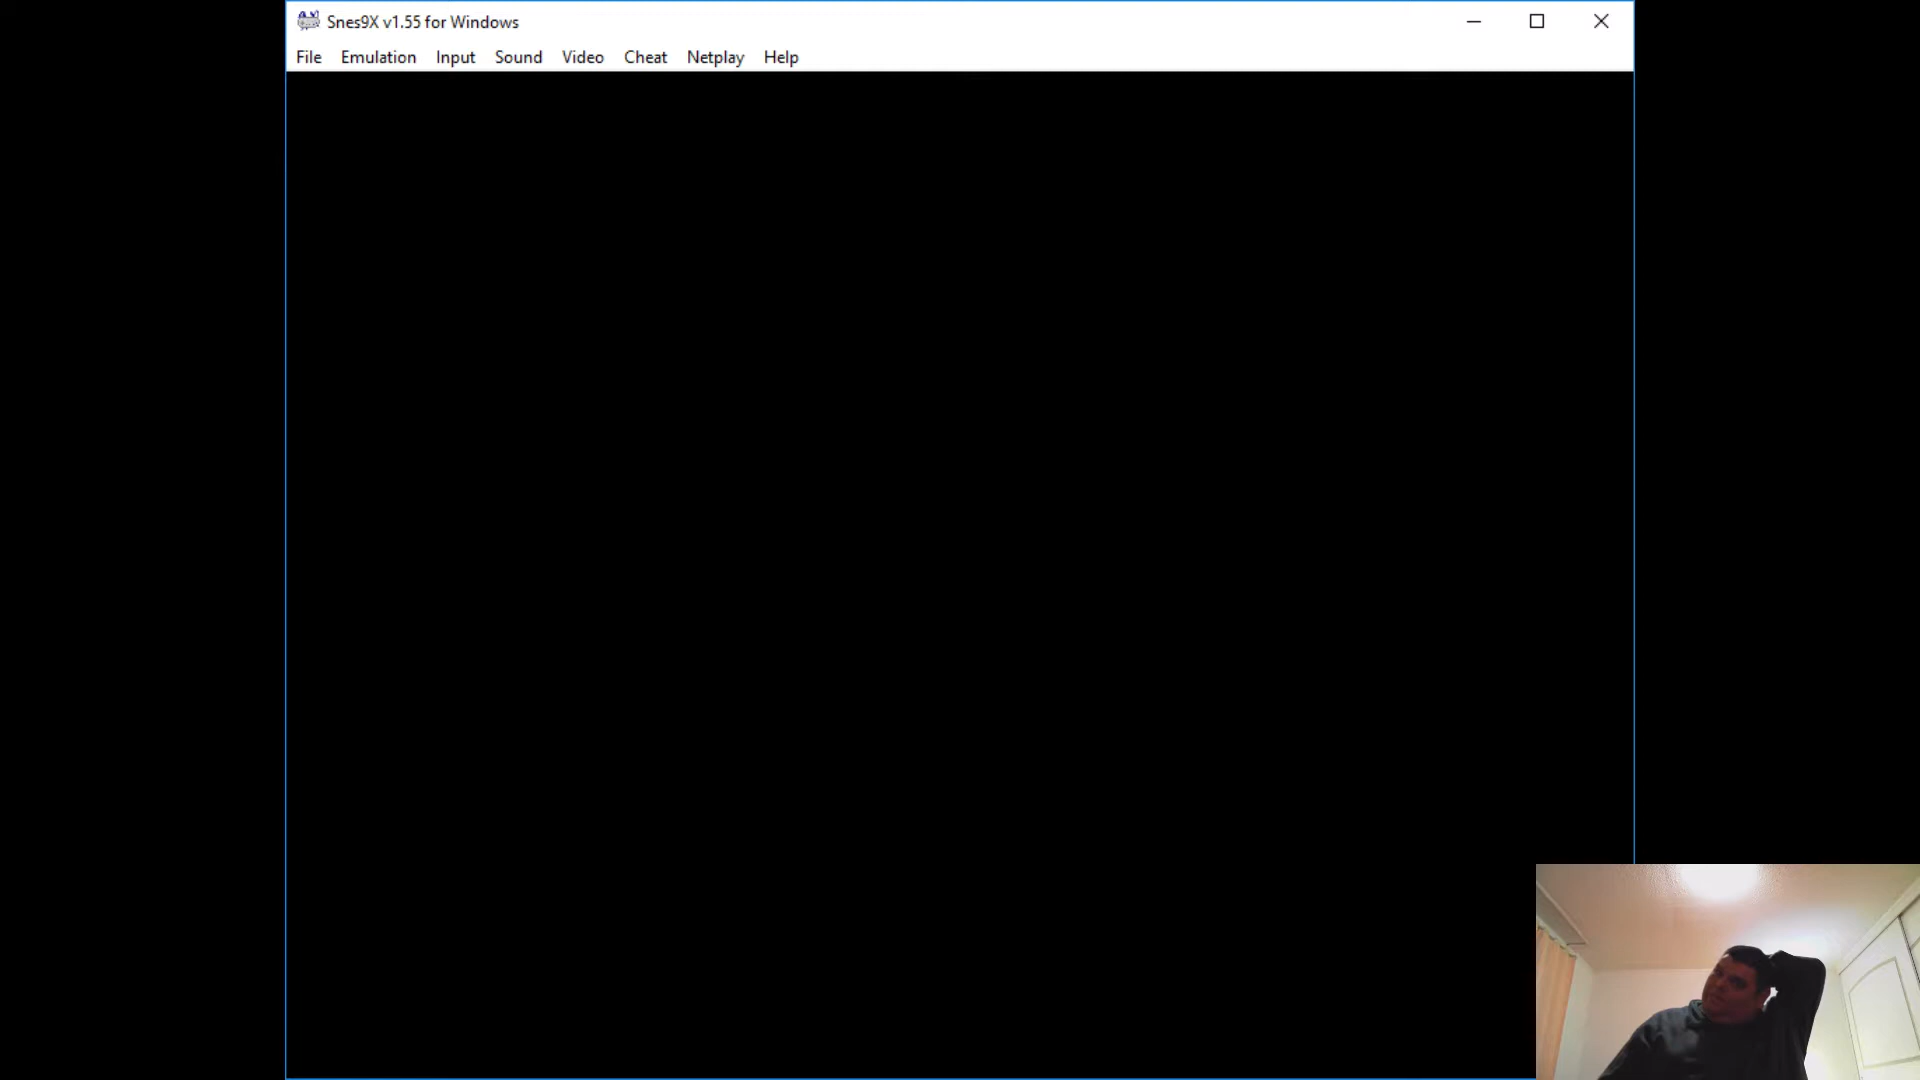 Snes9X v1.55 for Windows
File Emulation Input Sound Video Cheat Netplay Help